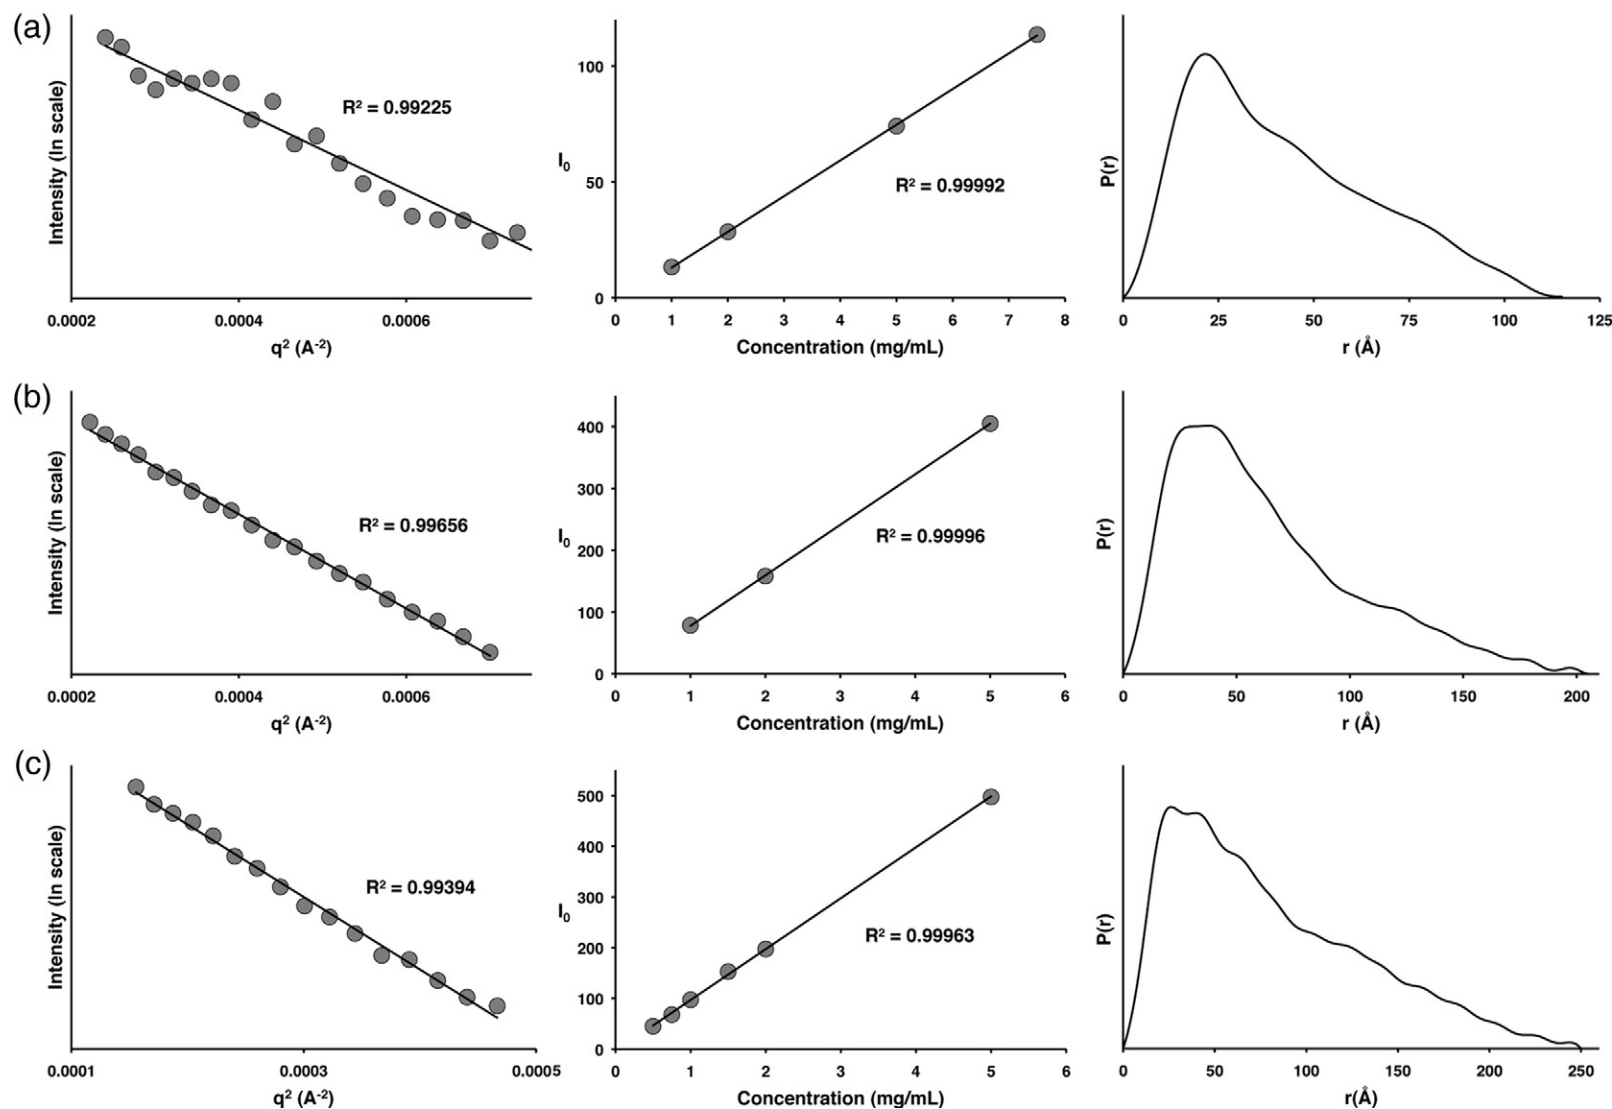 (a)
Intensity (ln scale)
R² = 0.99225
0.0002 0.0004 0.0006
q² (A⁻²)
I₀
100
50
0
R² = 0.99992
0 1 2 3 4 5 6 7 8
Concentration (mg/mL)
P(r)
0 25 50 75 100 125
r (Å)
(b)
Intensity (ln scale)
R² = 0.99656
0.0002 0.0004 0.0006
q² (A⁻²)
I₀
400
300
200
100
0
R² = 0.99996
0 1 2 3 4 5 6
Concentration (mg/mL)
P(r)
0 50 100 150 200
r (Å)
(c)
Intensity (ln scale)
R² = 0.99394
0.0001 0.0003 0.0005
q² (A⁻²)
I₀
500
400
300
200
100
0
R² = 0.99963
0 1 2 3 4 5 6
Concentration (mg/mL)
P(r)
0 50 100 150 200 250
r(Å)